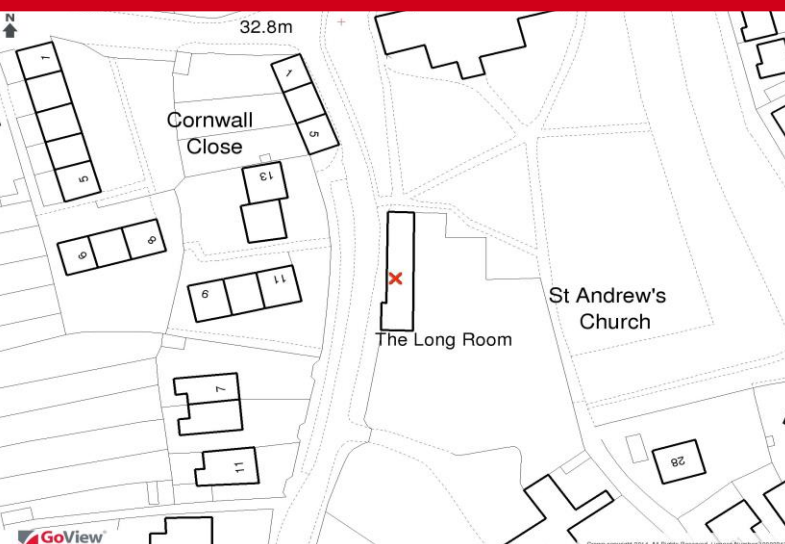 N
32.8m
1
1
Cornwall
Close
5
5
13
6
8
9
11
St Andrew's
Church
The Long Room
7
11
28
GoView